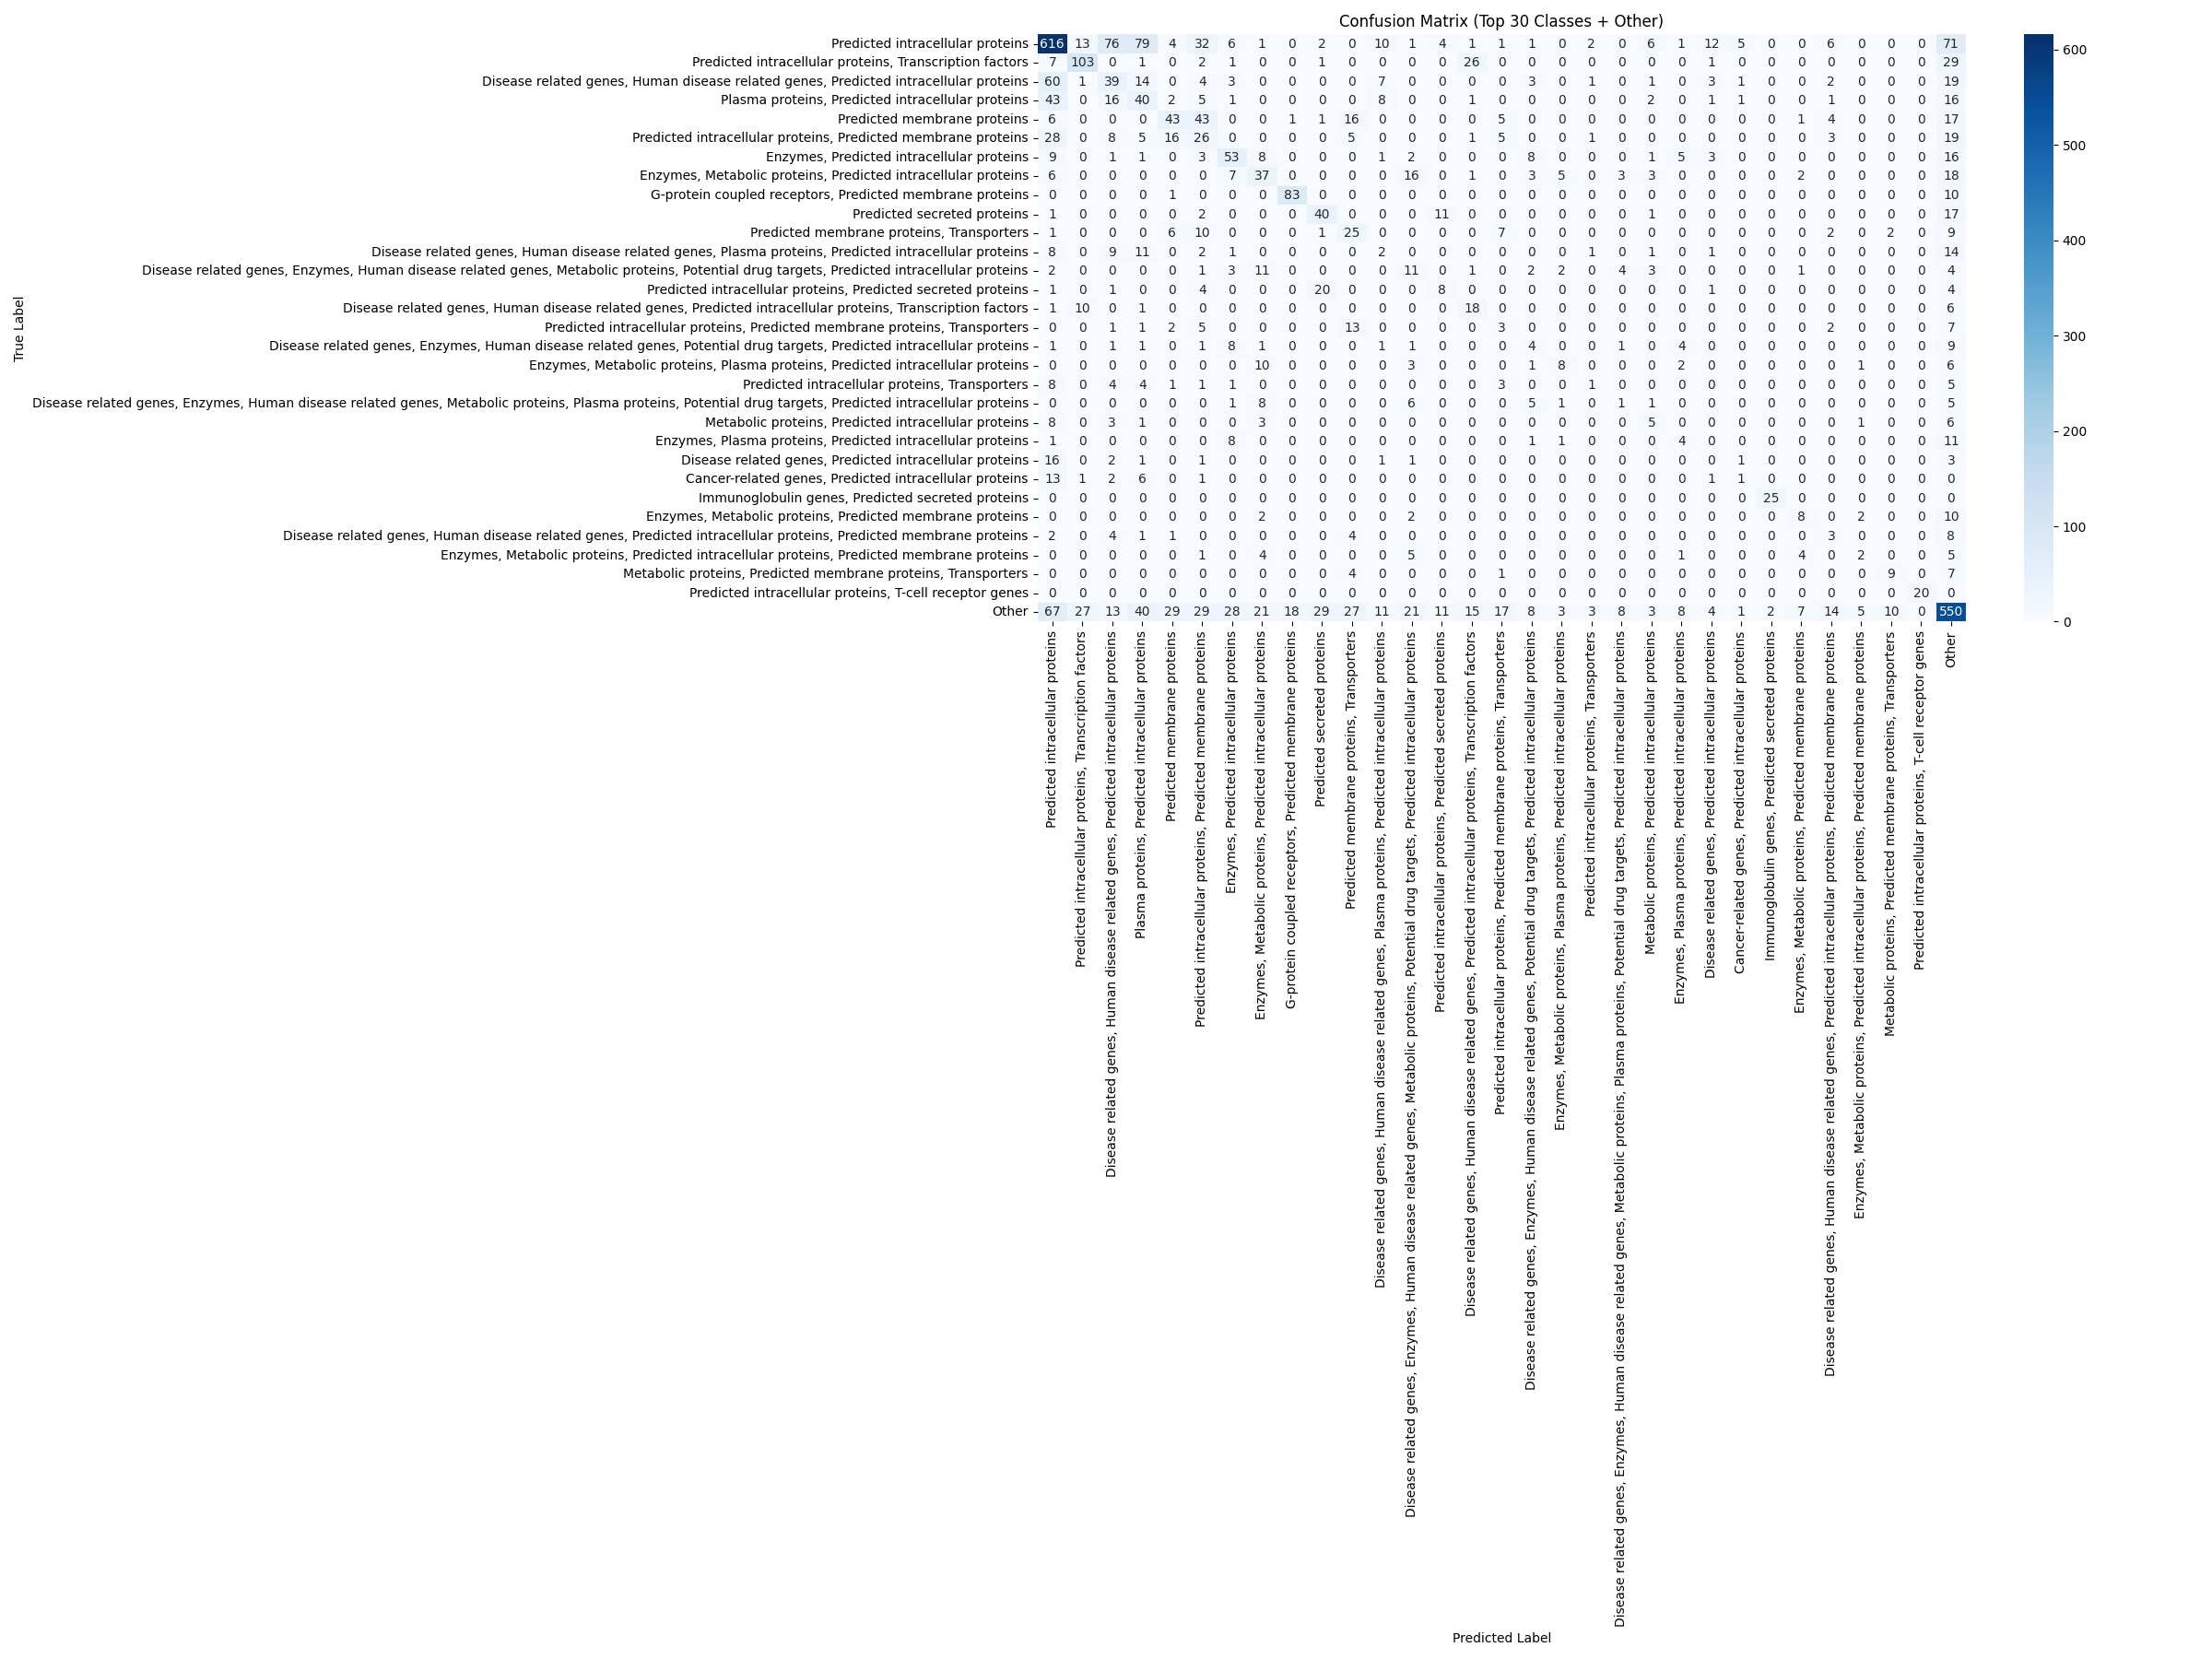 Confusion Matrix (Top 30 Classes + Other)
True Label
Predicted intracellular proteins 616 13 76 79 4 32 6 1 0 2 0 10 1 4 1 1 1 0 2 0 6 1 12 5 0 0 6 0 0 0 71
Predicted intracellular proteins, Transcription factors 7 103 0 1 0 2 1 0 0 1 0 0 0 0 26 0 0 0 0 0 0 0 1 0 0 0 0 0 0 0 29
Disease related genes, Human disease related genes, Predicted intracellular proteins 60 1 39 14 0 4 3 0 0 0 0 7 0 0 0 0 3 0 1 0 1 0 3 1 0 0 2 0 0 0 19
Plasma proteins, Predicted intracellular proteins 43 0 16 40 2 5 1 0 0 0 0 8 0 0 1 0 0 0 0 0 2 0 1 1 0 0 1 0 0 0 16
Predicted membrane proteins 6 0 0 0 43 43 0 0 1 1 16 0 0 0 0 5 0 0 0 0 0 0 0 0 0 1 4 0 0 0 17
Predicted intracellular proteins, Predicted membrane proteins 28 0 8 5 16 26 0 0 0 0 5 0 0 0 1 5 0 0 1 0 0 0 0 0 0 0 3 0 0 0 19
Enzymes, Predicted intracellular proteins 9 0 1 1 0 3 53 8 0 0 0 1 2 0 0 0 8 0 0 0 1 5 3 0 0 0 0 0 0 0 16
Enzymes, Metabolic proteins, Predicted intracellular proteins 6 0 0 0 0 0 7 37 0 0 0 0 16 0 1 0 3 5 0 3 3 0 0 0 0 2 0 0 0 0 18
G-protein coupled receptors, Predicted membrane proteins 0 0 0 0 1 0 0 0 83 0 0 0 0 0 0 0 0 0 0 0 0 0 0 0 0 0 0 0 0 0 10
Predicted secreted proteins 1 0 0 0 0 2 0 0 0 40 0 0 0 11 0 0 0 0 0 0 1 0 0 0 0 0 0 0 0 0 17
Predicted membrane proteins, Transporters 1 0 0 0 6 10 0 0 0 1 25 0 0 0 0 7 0 0 0 0 0 0 0 0 0 0 2 0 2 0 9
Disease related genes, Human disease related genes, Plasma proteins, Predicted intracellular proteins 8 0 9 11 0 2 1 0 0 0 0 2 0 0 0 0 0 0 1 0 1 0 1 0 0 0 0 0 0 0 14
Disease related genes, Enzymes, Human disease related genes, Metabolic proteins, Potential drug targets, Predicted intracellular proteins 2 0 0 0 0 1 3 11 0 0 0 0 11 0 1 0 2 2 0 4 3 0 0 0 0 1 0 0 0 0 4
Predicted intracellular proteins, Predicted secreted proteins 1 0 1 0 0 4 0 0 0 20 0 0 0 8 0 0 0 0 0 0 0 0 1 0 0 0 0 0 0 0 4
Disease related genes, Human disease related genes, Predicted intracellular proteins, Transcription factors 1 10 0 1 0 0 0 0 0 0 0 0 0 0 18 0 0 0 0 0 0 0 0 0 0 0 0 0 0 0 6
Predicted intracellular proteins, Predicted membrane proteins, Transporters 0 0 1 1 2 5 0 0 0 0 13 0 0 0 0 3 0 0 0 0 0 0 0 0 0 0 2 0 0 0 7
Disease related genes, Enzymes, Human disease related genes, Potential drug targets, Predicted intracellular proteins 1 0 1 1 0 1 8 1 0 0 0 1 1 0 0 0 4 0 0 1 0 4 0 0 0 0 0 0 0 0 9
Enzymes, Metabolic proteins, Plasma proteins, Predicted intracellular proteins 0 0 0 0 0 0 0 10 0 0 0 0 3 0 0 0 1 8 0 0 0 2 0 0 0 0 0 1 0 0 6
Predicted intracellular proteins, Transporters 8 0 4 4 1 1 1 0 0 0 0 0 0 0 0 3 0 0 1 0 0 0 0 0 0 0 0 0 0 0 5
Disease related genes, Enzymes, Human disease related genes, Metabolic proteins, Plasma proteins, Potential drug targets, Predicted intracellular proteins 0 0 0 0 0 0 1 8 0 0 0 0 6 0 0 0 5 1 0 1 1 0 0 0 0 0 0 0 0 0 5
Metabolic proteins, Predicted intracellular proteins 8 0 3 1 0 0 0 3 0 0 0 0 0 0 0 0 0 0 0 0 5 0 0 0 0 0 0 1 0 0 6
Enzymes, Plasma proteins, Predicted intracellular proteins 1 0 0 0 0 0 8 0 0 0 0 0 0 0 0 0 1 1 0 0 0 4 0 0 0 0 0 0 0 0 11
Disease related genes, Predicted intracellular proteins 16 0 2 1 0 1 0 0 0 0 0 1 1 0 0 0 0 0 0 0 0 0 0 1 0 0 0 0 0 0 3
Cancer-related genes, Predicted intracellular proteins 13 1 2 6 0 1 0 0 0 0 0 0 0 0 0 0 0 0 0 0 0 0 1 1 0 0 0 0 0 0 0
Immunoglobulin genes, Predicted secreted proteins 0 0 0 0 0 0 0 0 0 0 0 0 0 0 0 0 0 0 0 0 0 0 0 0 25 0 0 0 0 0 0
Enzymes, Metabolic proteins, Predicted membrane proteins 0 0 0 0 0 0 0 2 0 0 0 0 2 0 0 0 0 0 0 0 0 0 0 0 0 8 0 2 0 0 10
Disease related genes, Human disease related genes, Predicted intracellular proteins, Predicted membrane proteins 2 0 4 1 1 0 0 0 0 0 4 0 0 0 0 0 0 0 0 0 0 0 0 0 0 0 3 0 0 0 8
Enzymes, Metabolic proteins, Predicted intracellular proteins, Predicted membrane proteins 0 0 0 0 0 1 0 4 0 0 0 0 5 0 0 0 0 0 0 0 0 1 0 0 0 4 0 2 0 0 5
Metabolic proteins, Predicted membrane proteins, Transporters 0 0 0 0 0 0 0 0 0 0 4 0 0 0 0 1 0 0 0 0 0 0 0 0 0 0 0 0 9 0 7
Predicted intracellular proteins, T-cell receptor genes 0 0 0 0 0 0 0 0 0 0 0 0 0 0 0 0 0 0 0 0 0 0 0 0 0 0 0 0 0 20 0
Other 67 27 13 40 29 29 28 21 18 29 27 11 21 11 15 17 8 3 3 8 3 8 4 1 2 7 14 5 10 0 550
Predicted intracellular proteins
Predicted intracellular proteins, Transcription factors
Disease related genes, Human disease related genes, Predicted intracellular proteins
Plasma proteins, Predicted intracellular proteins
Predicted membrane proteins
Predicted intracellular proteins, Predicted membrane proteins
Enzymes, Predicted intracellular proteins
Enzymes, Metabolic proteins, Predicted intracellular proteins
G-protein coupled receptors, Predicted membrane proteins
Predicted secreted proteins
Predicted membrane proteins, Transporters
Disease related genes, Human disease related genes, Plasma proteins, Predicted intracellular proteins
Disease related genes, Enzymes, Human disease related genes, Metabolic proteins, Potential drug targets, Predicted intracellular proteins
Predicted intracellular proteins, Predicted secreted proteins
Disease related genes, Human disease related genes, Predicted intracellular proteins, Transcription factors
Predicted intracellular proteins, Predicted membrane proteins, Transporters
Disease related genes, Enzymes, Human disease related genes, Potential drug targets, Predicted intracellular proteins
Enzymes, Metabolic proteins, Plasma proteins, Predicted intracellular proteins
Predicted intracellular proteins, Transporters
Disease related genes, Enzymes, Human disease related genes, Metabolic proteins, Plasma proteins, Potential drug targets, Predicted intracellular proteins
Metabolic proteins, Predicted intracellular proteins
Enzymes, Plasma proteins, Predicted intracellular proteins
Disease related genes, Predicted intracellular proteins
Cancer-related genes, Predicted intracellular proteins
Immunoglobulin genes, Predicted secreted proteins
Enzymes, Metabolic proteins, Predicted membrane proteins
Disease related genes, Human disease related genes, Predicted intracellular proteins, Predicted membrane proteins
Enzymes, Metabolic proteins, Predicted intracellular proteins, Predicted membrane proteins
Metabolic proteins, Predicted membrane proteins, Transporters
Predicted intracellular proteins, T-cell receptor genes
Other
Predicted Label
600
500
400
300
200
100
0